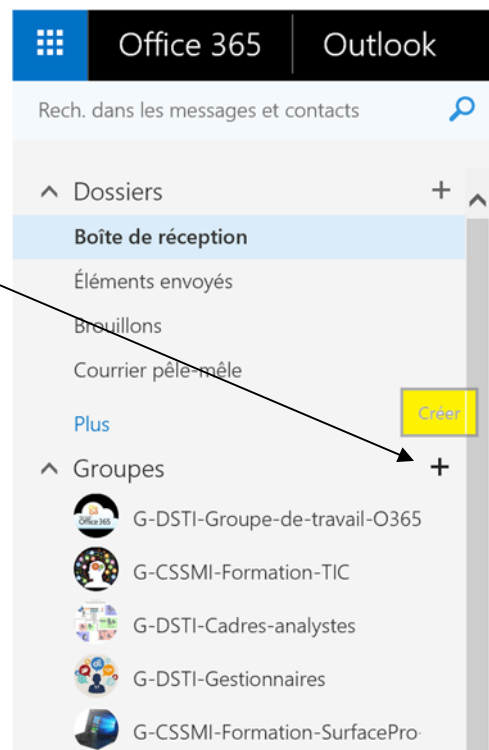 Office 365 Outlook
Rech. dans les messages et contacts
Dossiers +
Boîte de réception
Éléments envoyés
Brouillons
Courrier pêle-mêle
Créer
Plus
Groupes +
Office 365
G-DSTI-Groupe-de-travail-O365
G-CSSMI-Formation-TIC
G-DSTI-Cadres-analystes
G-DSTI-Gestionnaires
G-CSSMI-Formation-SurfacePro-